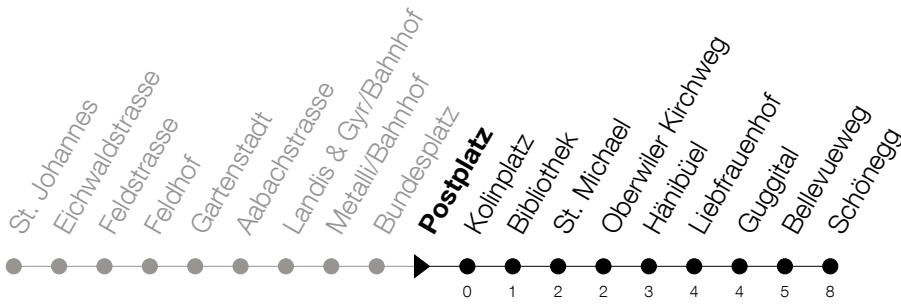 St. Johannes
Eichwaldstrasse
Feldstrasse
Feldhof
Gartenstadt
Aabachstrasse
Landis & Gyr/Bahnhof
Metalli/Bahnhof
Bundesplatz
Postplatz
Kolinplatz
Bibliothek
St. Michael
Oberwiler Kirchweg
Hänibüel
Liebfrauenhof
Guggital
Bellevueweg
Schönegg
0 1 2 2 3 4 4 5 8